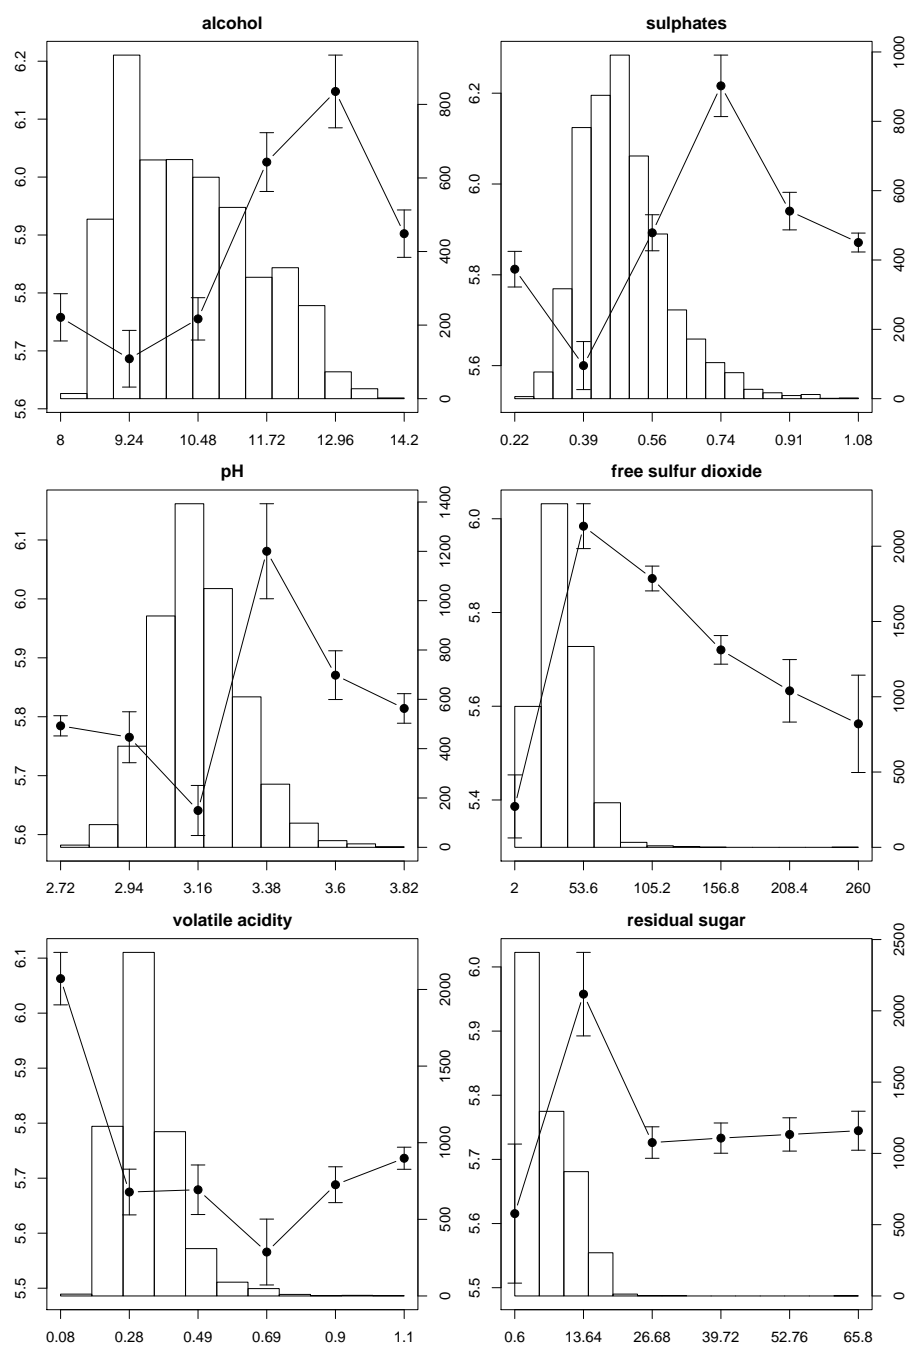 alcohol
5.6 5.7 5.8 5.9 6.0 6.1 6.2
0 200 400 600 800
8 9.24 10.48 11.72 12.96 14.2
sulphates
5.6 5.8 6.0 6.2
0 200 400 600 800 1000
0.22 0.39 0.56 0.74 0.91 1.08
pH
5.6 5.7 5.8 5.9 6.0 6.1
0 200 400 600 800 1000 1200 1400
2.72 2.94 3.16 3.38 3.6 3.82
free sulfur dioxide
5.4 5.6 5.8 6.0
0 500 1000 1500 2000
2 53.6 105.2 156.8 208.4 260
volatile acidity
5.5 5.6 5.7 5.8 5.9 6.0 6.1
0 500 1000 1500 2000
0.08 0.28 0.49 0.69 0.9 1.1
residual sugar
5.5 5.6 5.7 5.8 5.9 6.0
0 500 1000 1500 2000 2500
0.6 13.64 26.68 39.72 52.76 65.8